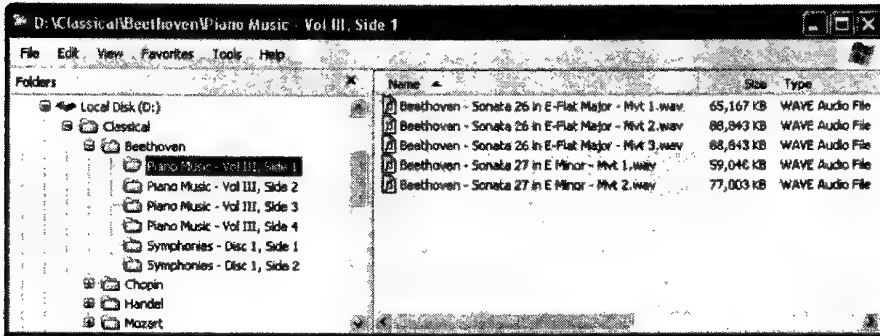 D:\Classical\Beethoven\Piano Music - Vol III, Side 1
File Edit View Favorites Tools Help
Folders
Local Disk (D:)
Classical
Beethoven
Piano Music - Vol III, Side 1
Piano Music - Vol III, Side 2
Piano Music - Vol III, Side 3
Piano Music - Vol III, Side 4
Symphonies - Disc 1, Side 1
Symphonies - Disc 1, Side 2
Chopin
Handel
Mozart
Name Size Type
Beethoven - Sonata 26 in E-Flat Major - Mvt 1.wav 65,167 KB WAVE Audio File
Beethoven - Sonata 26 in E-Flat Major - Mvt 2.wav 88,843 KB WAVE Audio File
Beethoven - Sonata 26 in E-Flat Major - Mvt 3.wav 88,843 KB WAVE Audio File
Beethoven - Sonata 27 in E Minor - Mvt 1.wav 59,046 KB WAVE Audio File
Beethoven - Sonata 27 in E Minor - Mvt 2.wav 77,003 KB WAVE Audio File